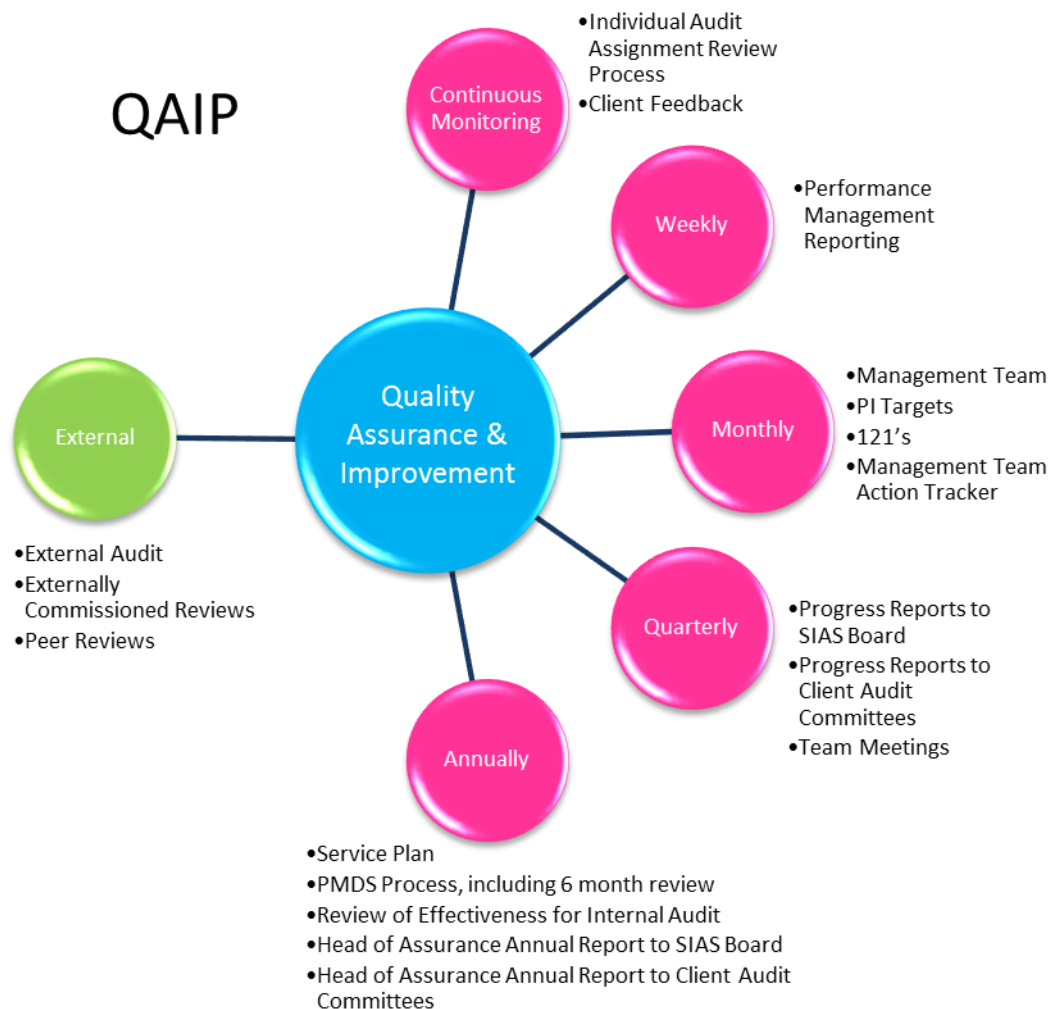 QAIP
Continuous
Monitoring
•Individual Audit
Assignment Review
Process
•Client Feedback
Weekly
•Performance
Management
Reporting
Monthly
•Management Team
•PI Targets
•121’s
•Management Team
Action Tracker
Quarterly
•Progress Reports to
SIAS Board
•Progress Reports to
Client Audit
Committees
•Team Meetings
Annually
•Service Plan
•PMDS Process, including 6 month review
•Review of Effectiveness for Internal Audit
•Head of Assurance Annual Report to SIAS Board
•Head of Assurance Annual Report to Client Audit
Committees
External
•External Audit
•Externally
Commissioned Reviews
•Peer Reviews
Quality
Assurance &
Improvement